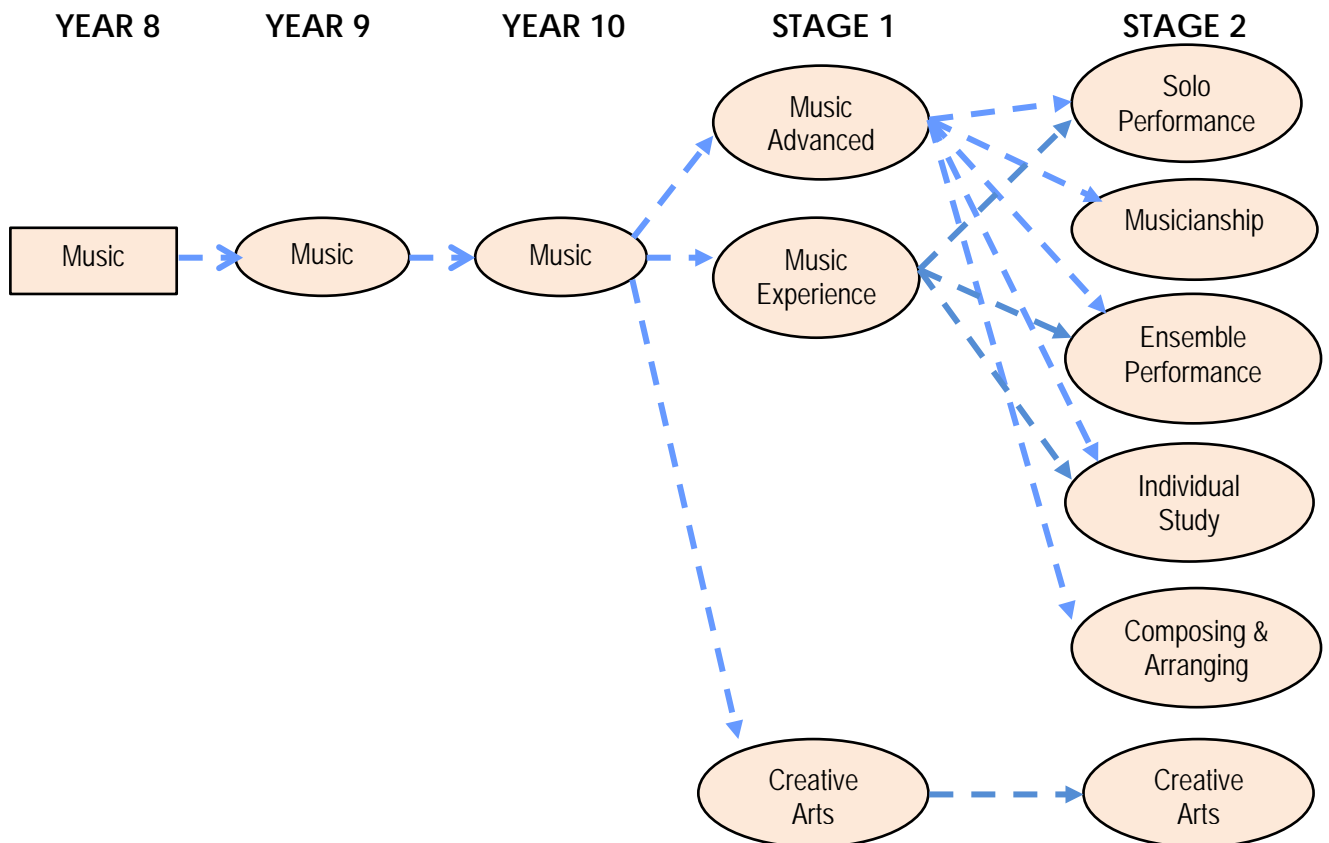 YEAR 8 YEAR 9 YEAR 10 STAGE 1 STAGE 2
Music
Music
Music
Music
Advanced
Music
Experience
Creative
Arts
Solo
Performance
Musicianship
Ensemble
Performance
Individual
Study
Composing &
Arranging
Creative
Arts